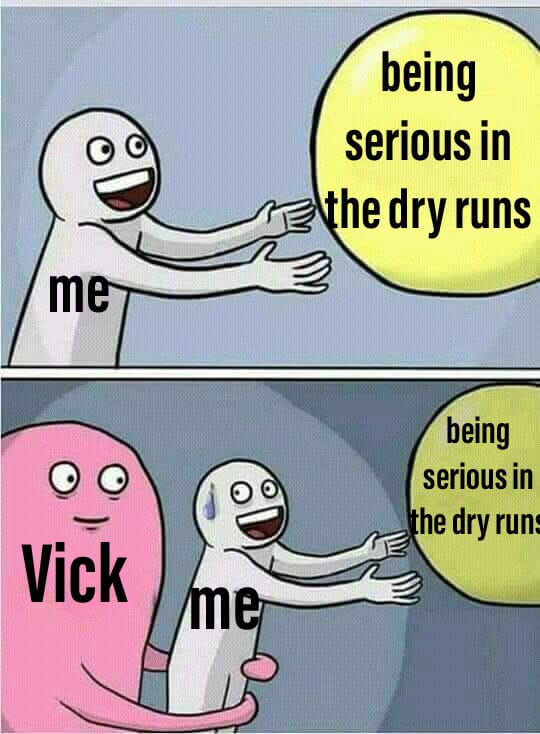 being
serious in
the dry runs
me
being
serious in
the dry runs
Vick
me